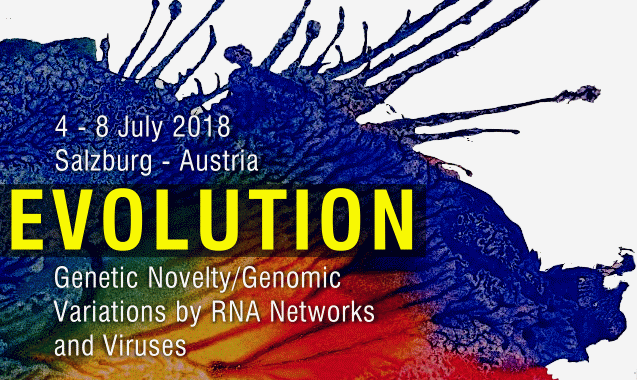 4 - 8 July 2018
Salzburg - Austria
EVOLUTION
Genetic Novelty/Genomic
Variations by RNA Networks
and Viruses